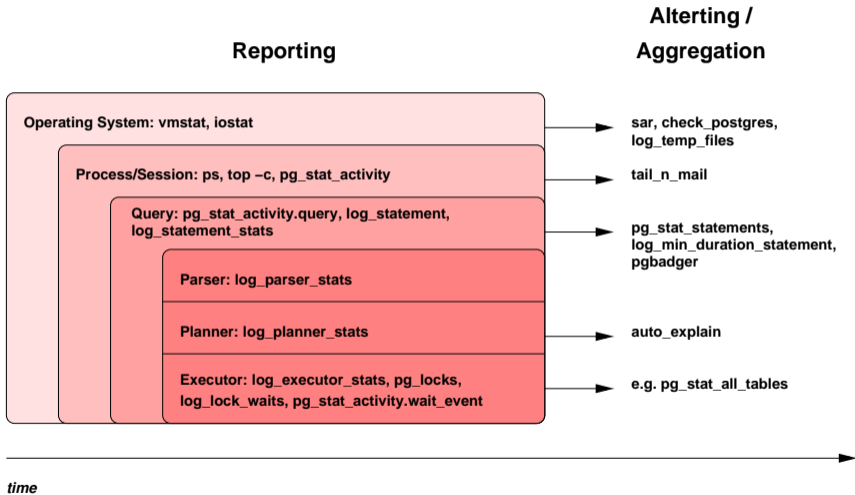 Reporting
Alterting /
Aggregation
Operating System: vmstat, iostat
sar, check_postgres,
log_temp_files
Process/Session: ps, top −c, pg_stat_activity
tail_n_mail
Query: pg_stat_activity.query, log_statement,
log_statement_stats
pg_stat_statements,
log_min_duration_statement,
pgbadger
Parser: log_parser_stats
Planner: log_planner_stats
auto_explain
Executor: log_executor_stats, pg_locks,
log_lock_waits, pg_stat_activity.wait_event
e.g. pg_stat_all_tables
time